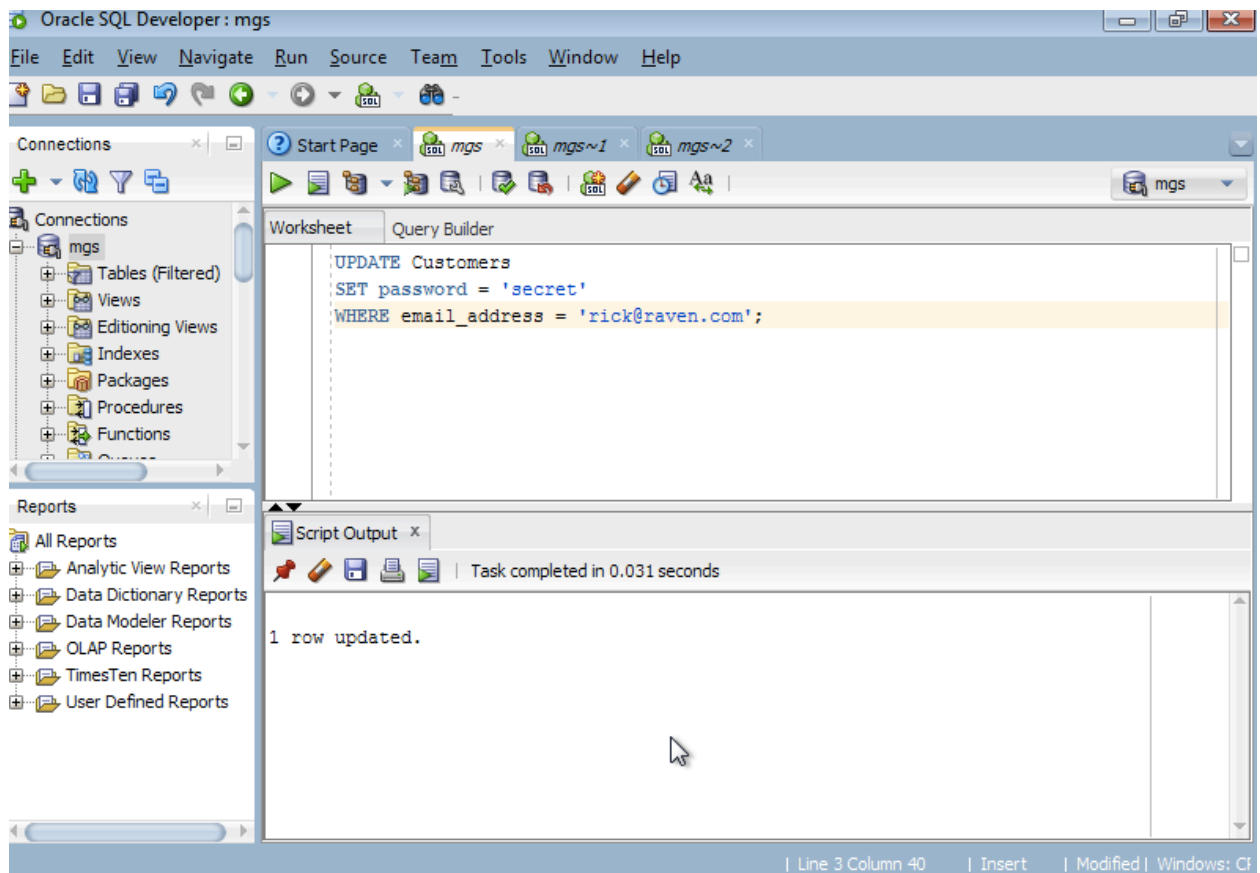 Oracle SQL Developer : mgs
File Edit View Navigate Run Source Team Tools Window Help
Connections
Start Page
mgs
mgs~1
mgs~2
mgs
Connections
mgs
Tables (Filtered)
Views
Editioning Views
Indexes
Packages
Procedures
Functions
Worksheet Query Builder
UPDATE Customers
SET password = 'secret'
WHERE email_address = 'rick@raven.com';
Reports
All Reports
Analytic View Reports
Data Dictionary Reports
Data Modeler Reports
OLAP Reports
TimesTen Reports
User Defined Reports
Script Output
Task completed in 0.031 seconds
1 row updated.
| Line 3 Column 40 | Insert | Modified | Windows: